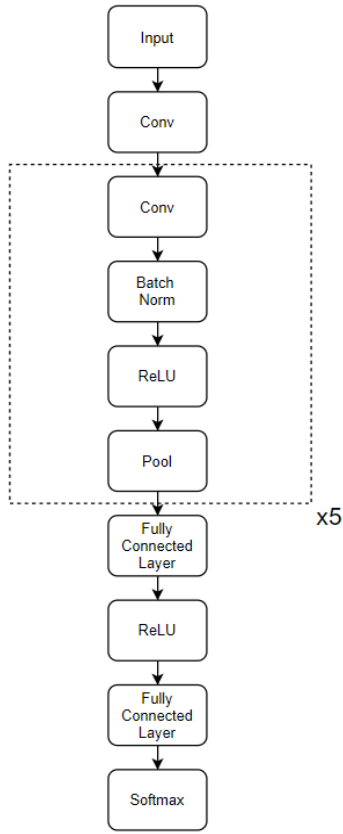 Input
Conv
Conv
Batch
Norm
ReLU
Pool
x5
Fully
Connected
Layer
ReLU
Fully
Connected
Layer
Softmax